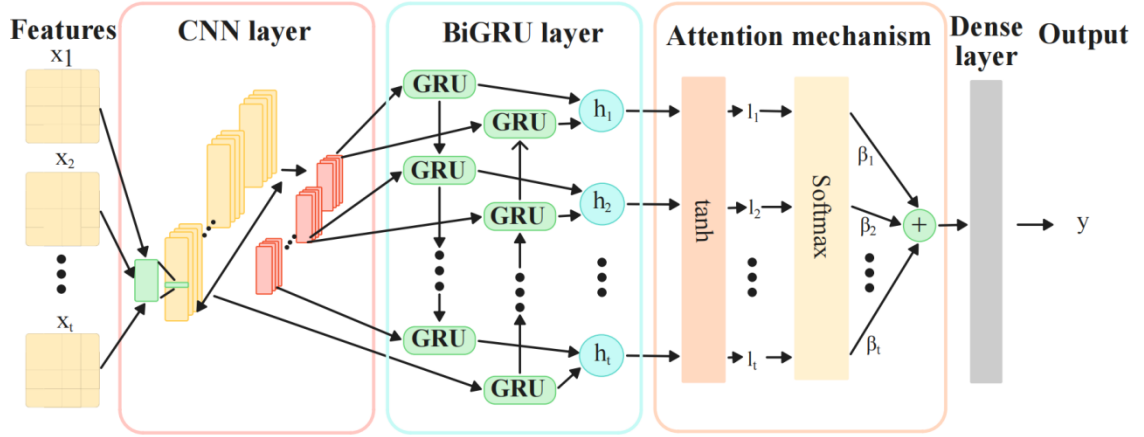 Features
CNN layer
BiGRU layer
Attention mechanism
Dense
layer
Output
x1
x2
xt
GRU
GRU
GRU
GRU
GRU
GRU
h1
h2
ht
tanh
l1
l2
lt
Softmax
β1
β2
βt
+
y